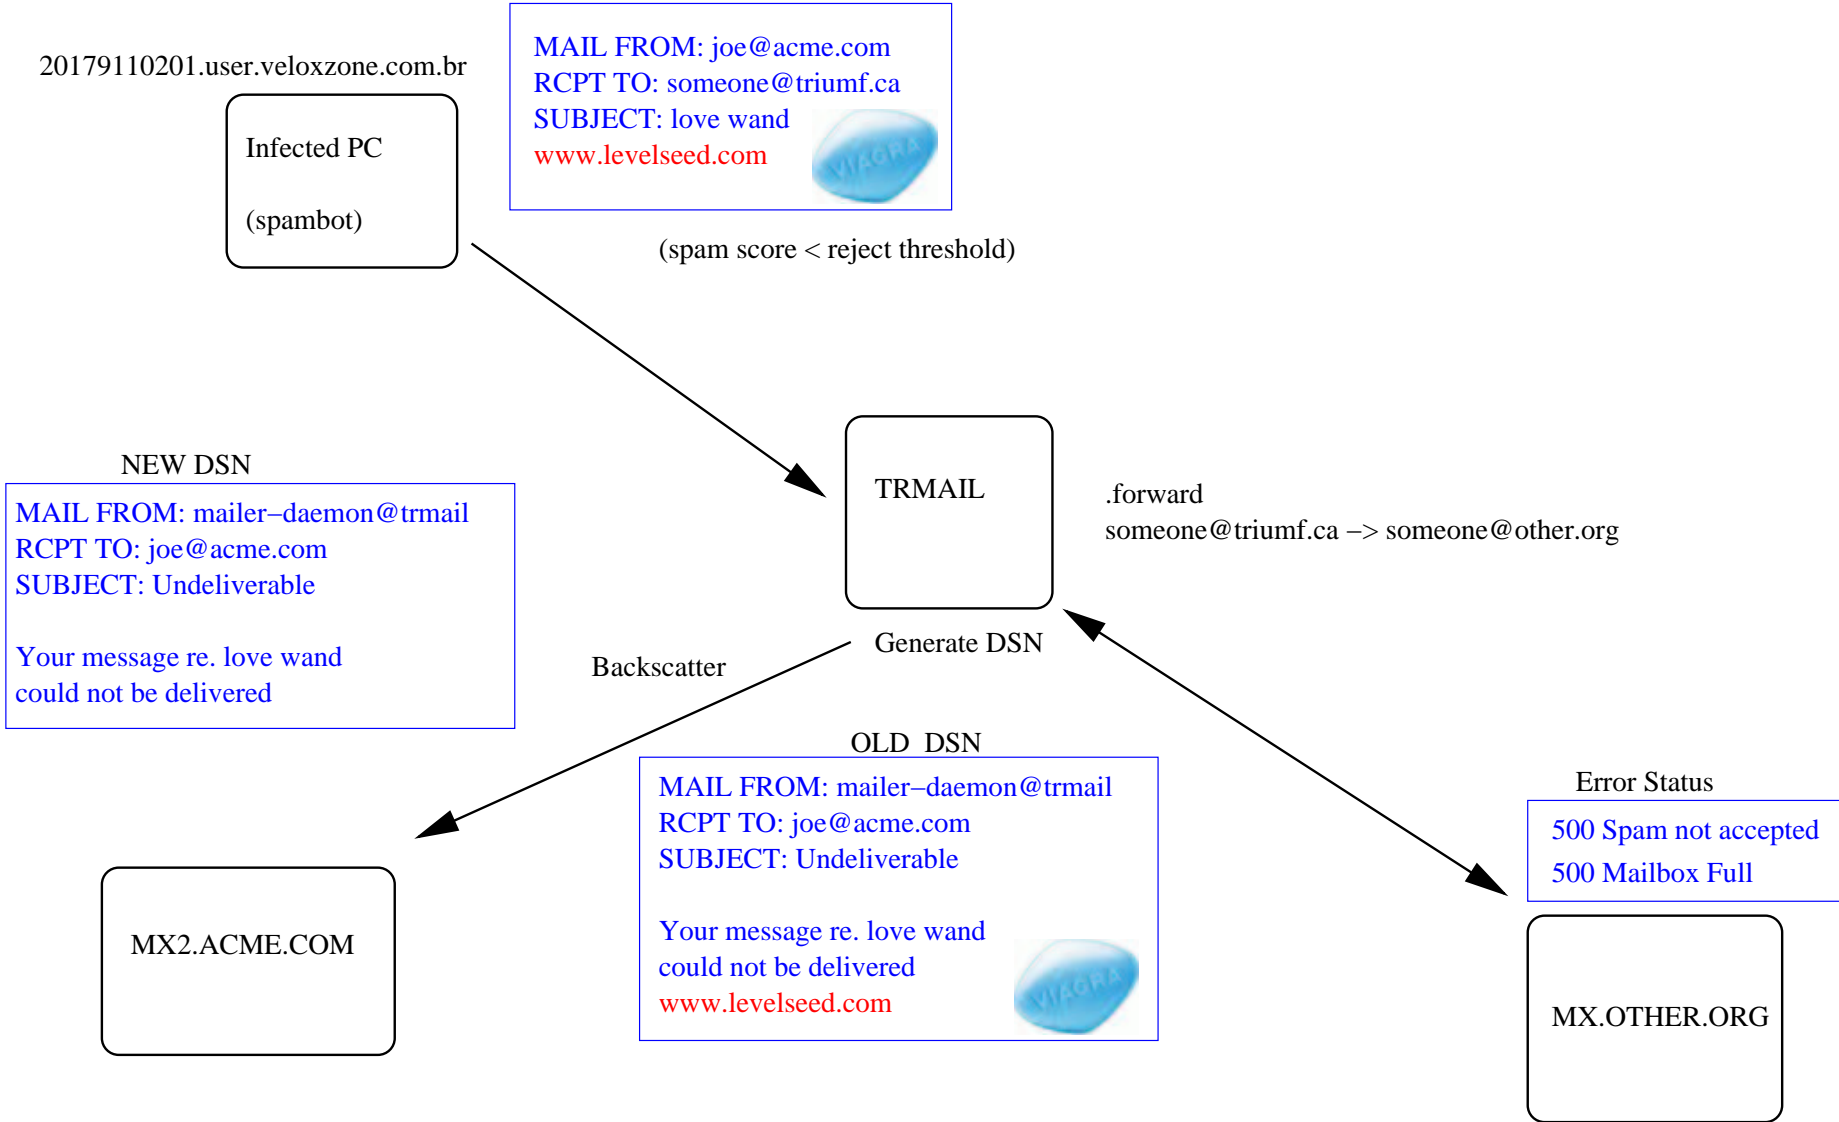 20179110201.user.veloxzone.com.br
Infected PC
(spambot)
MAIL FROM: joe@acme.com
RCPT TO: someone@triumf.ca
SUBJECT: love wand
www.levelseed.com
VIAGRA
(spam score < reject threshold)
TRMAIL
.forward
someone@triumf.ca −> someone@other.org
Generate DSN
Backscatter
NEW DSN
MAIL FROM: mailer−daemon@trmail
RCPT TO: joe@acme.com
SUBJECT: Undeliverable
Your message re. love wand
could not be delivered
OLD DSN
MAIL FROM: mailer−daemon@trmail
RCPT TO: joe@acme.com
SUBJECT: Undeliverable
Your message re. love wand
could not be delivered
www.levelseed.com
VIAGRA
MX2.ACME.COM
Error Status
500 Spam not accepted
500 Mailbox Full
MX.OTHER.ORG